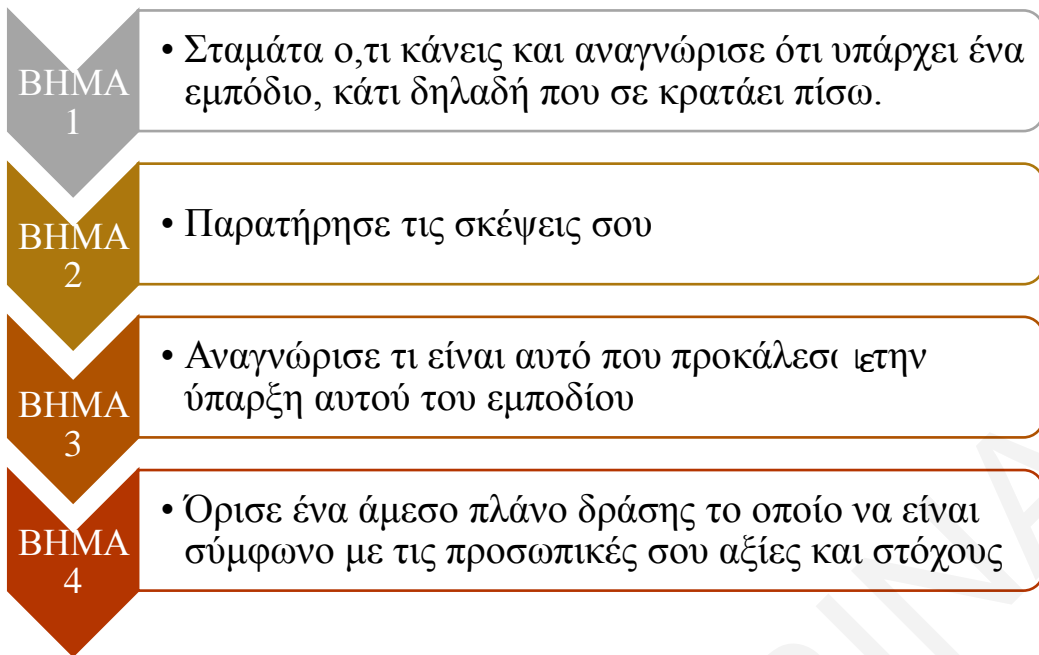 ΒΗΜΑ
1
• Σταμάτα ο,τι κάνεις και αναγνώρισε ότι υπάρχει ένα
εμπόδιο, κάτι δηλαδή που σε κρατάει πίσω.
ΒΗΜΑ
2
• Παρατήρησε τις σκέψεις σου
ΒΗΜΑ
3
• Αναγνώρισε τι είναι αυτό που την
ύπαρξη αυτού του εμποδίου
ΒΗΜΑ
4
• Όρισε ένα άμεσο πλάνο δράσης το οποίο να είναι
σύμφωνο με τις προσωπικές σου αξίες και στόχους